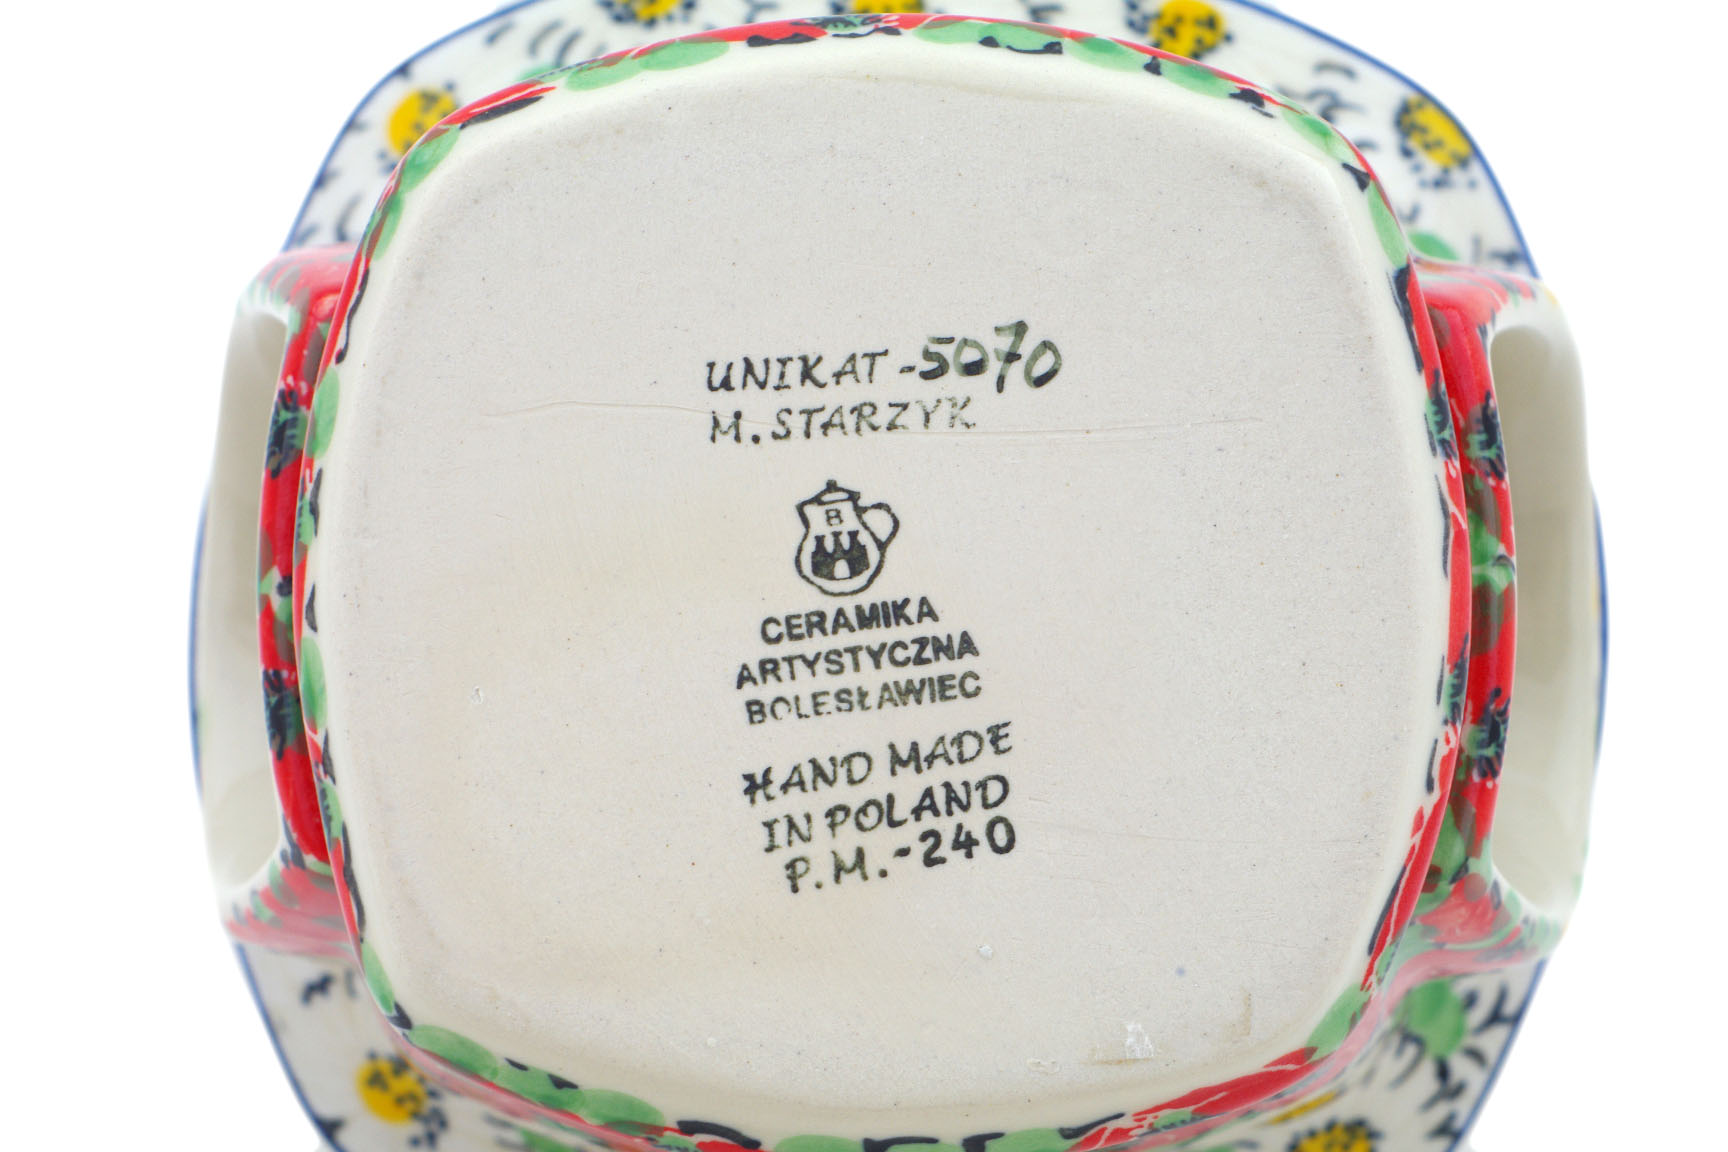 UNIKAT-5070
M. STARZYK
B
CERAMIKA
ARTYSTYCZNA
BOLESŁAWIEC
HAND MADE
IN POLAND
P.M.-240